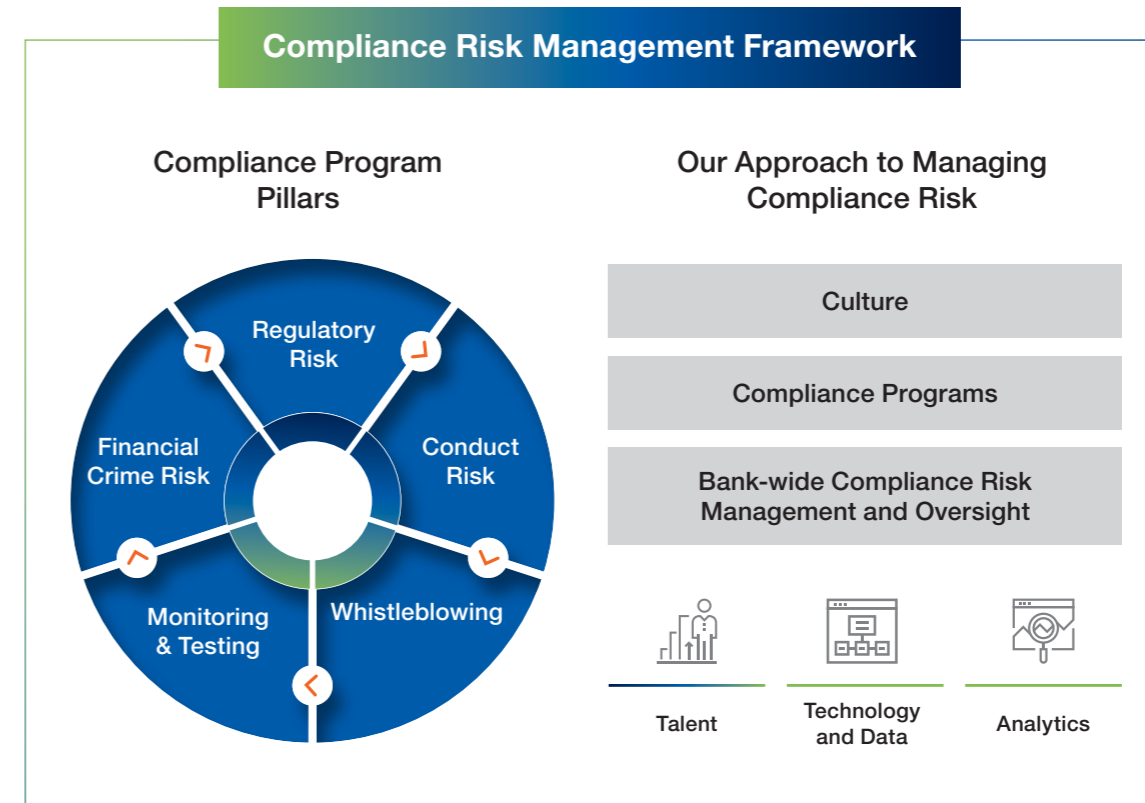 Compliance Risk Management Framework
Compliance Program
Pillars
Regulatory
Risk
Conduct
Risk
Whistleblowing
Monitoring
& Testing
Financial
Crime Risk
Our Approach to Managing
Compliance Risk
Culture
Compliance Programs
Bank-wide Compliance Risk
Management and Oversight
Talent
Technology
and Data
Analytics